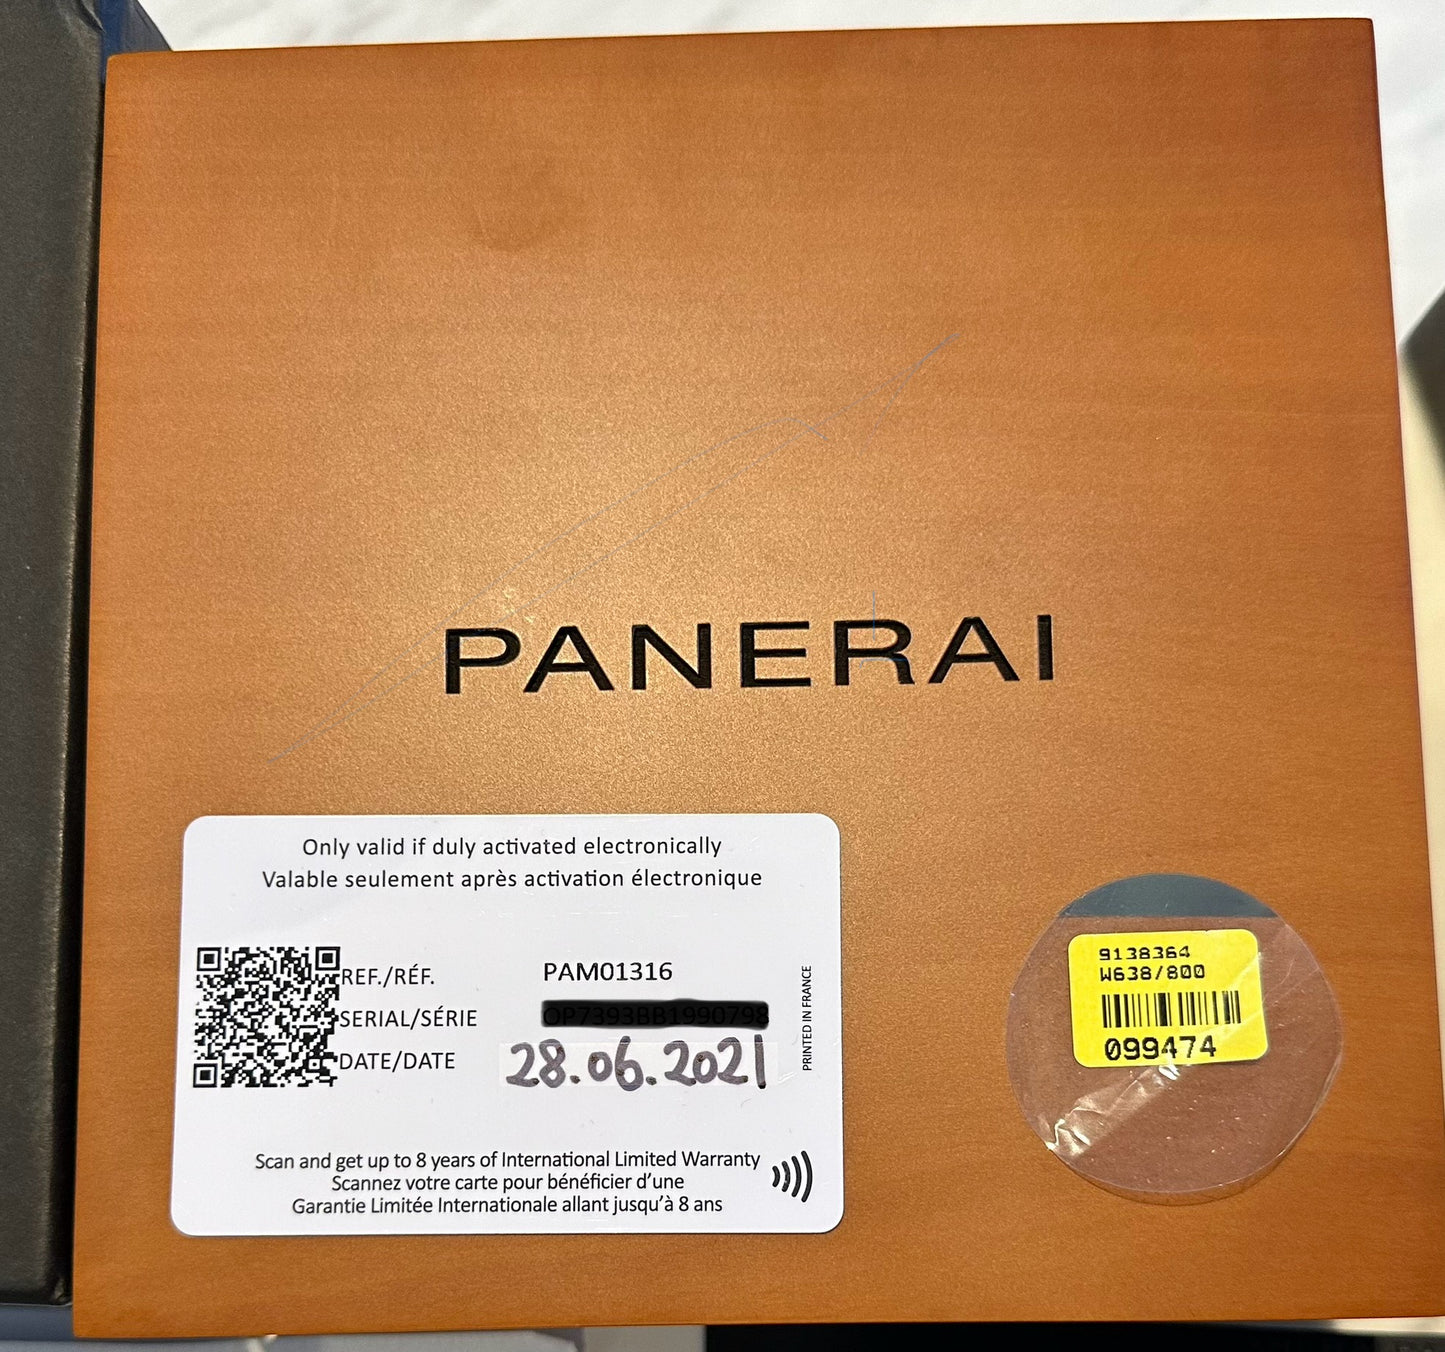 PANERAI
Only valid if duly activated electronically
Valable seulement après activation électronique
REF./RÉF. PAM01316
SERIAL/SÉRIE
DATE/DATE 28.06.2021
PRINTED IN FRANCE
Scan and get up to 8 years of International Limited Warranty
Scannez votre carte pour bénéficier d'une
Garantie Limitée Internationale allant jusqu'à 8 ans
9138364
W638/800
099474